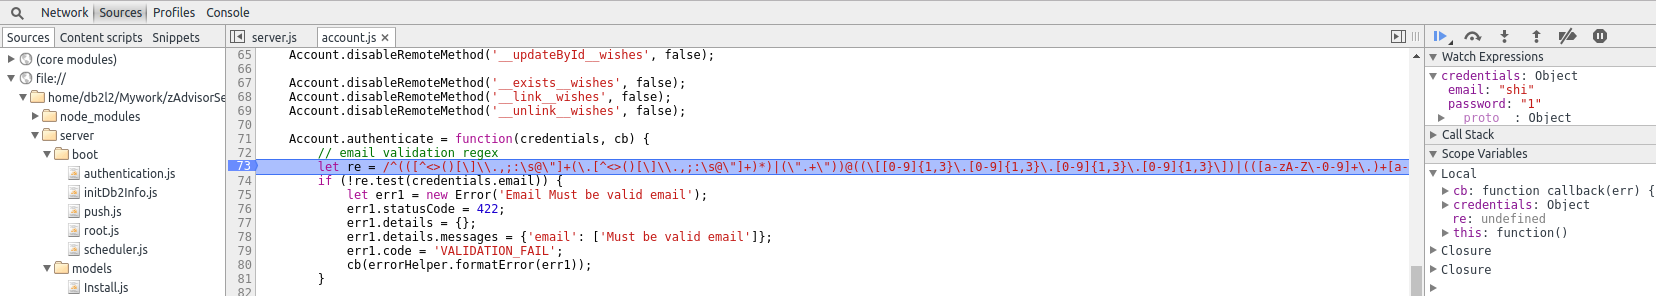 Network Sources Profiles Console
Sources Content scripts Snippets
(core modules)
file://
home/db2l2/Mywork/zAdvisorSe
node_modules
server
boot
authentication.js
initDb2Info.js
push.js
root.js
scheduler.js
models
Install.js
server.js account.js ×
65 Account.disableRemoteMethod('__updateById__wishes', false);
66
67 Account.disableRemoteMethod('__exists__wishes', false);
68 Account.disableRemoteMethod('__link__wishes', false);
69 Account.disableRemoteMethod('__unlink__wishes', false);
70
71 Account.authenticate = function(credentials, cb) {
72 // email validation regex
73 let re = /^(([^<>()[\]\\.,;:\s@\"]+(\.[^<>()[\]\\.,;:\s@\"]+)*)|(\".+\"))@((\[[0-9]{1,3}\.[0-9]{1,3}\.[0-9]{1,3}\.[0-9]{1,3}\])|(([a-zA-Z\-0-9]+\.)+[a-
74 if (!re.test(credentials.email)) {
75 let err1 = new Error('Email Must be valid email');
76 err1.statusCode = 422;
77 err1.details = {};
78 err1.details.messages = {'email': ['Must be valid email']};
79 err1.code = 'VALIDATION_FAIL';
80 cb(errorHelper.formatError(err1));
81 }
82
Watch Expressions
credentials: Object
email: "shi"
password: "1"
__proto__: Object
Call Stack
Scope Variables
Local
cb: function callback(err) {
credentials: Object
re: undefined
this: function()
Closure
Closure